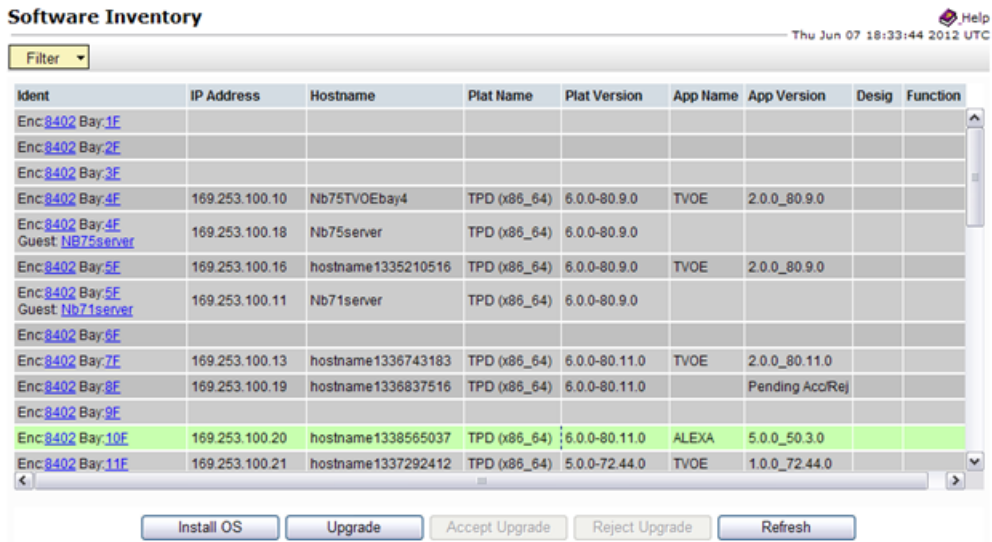 Software Inventory
Help
Thu Jun 07 18:33:44 2012 UTC
Filter
Ident IP Address Hostname Plat Name Plat Version App Name App Version Desig Function
Enc:8402 Bay:1F
Enc:8402 Bay:2F
Enc:8402 Bay:3F
Enc:8402 Bay:4F 169.253.100.10 Nb75TVOEbay4 TPD (x86_64) 6.0.0-80.9.0 TVOE 2.0.0_80.9.0
Enc:8402 Bay:4F
Guest: NB75server 169.253.100.18 Nb75server TPD (x86_64) 6.0.0-80.9.0
Enc:8402 Bay:5F 169.253.100.16 hostname1335210516 TPD (x86_64) 6.0.0-80.9.0 TVOE 2.0.0_80.9.0
Enc:8402 Bay:5F
Guest: Nb71server 169.253.100.11 Nb71server TPD (x86_64) 6.0.0-80.9.0
Enc:8402 Bay:6F
Enc:8402 Bay:7F 169.253.100.13 hostname1336743183 TPD (x86_64) 6.0.0-80.11.0 TVOE 2.0.0_80.11.0
Enc:8402 Bay:8F 169.253.100.19 hostname1336837516 TPD (x86_64) 6.0.0-80.11.0 Pending Acc/Rej
Enc:8402 Bay:9F
Enc:8402 Bay:10F 169.253.100.20 hostname1338565037 TPD (x86_64) 6.0.0-80.11.0 ALEXA 5.0.0_50.3.0
Enc:8402 Bay:11F 169.253.100.21 hostname1337292412 TPD (x86_64) 5.0.0-72.44.0 TVOE 1.0.0_72.44.0
Install OS Upgrade Accept Upgrade Reject Upgrade Refresh